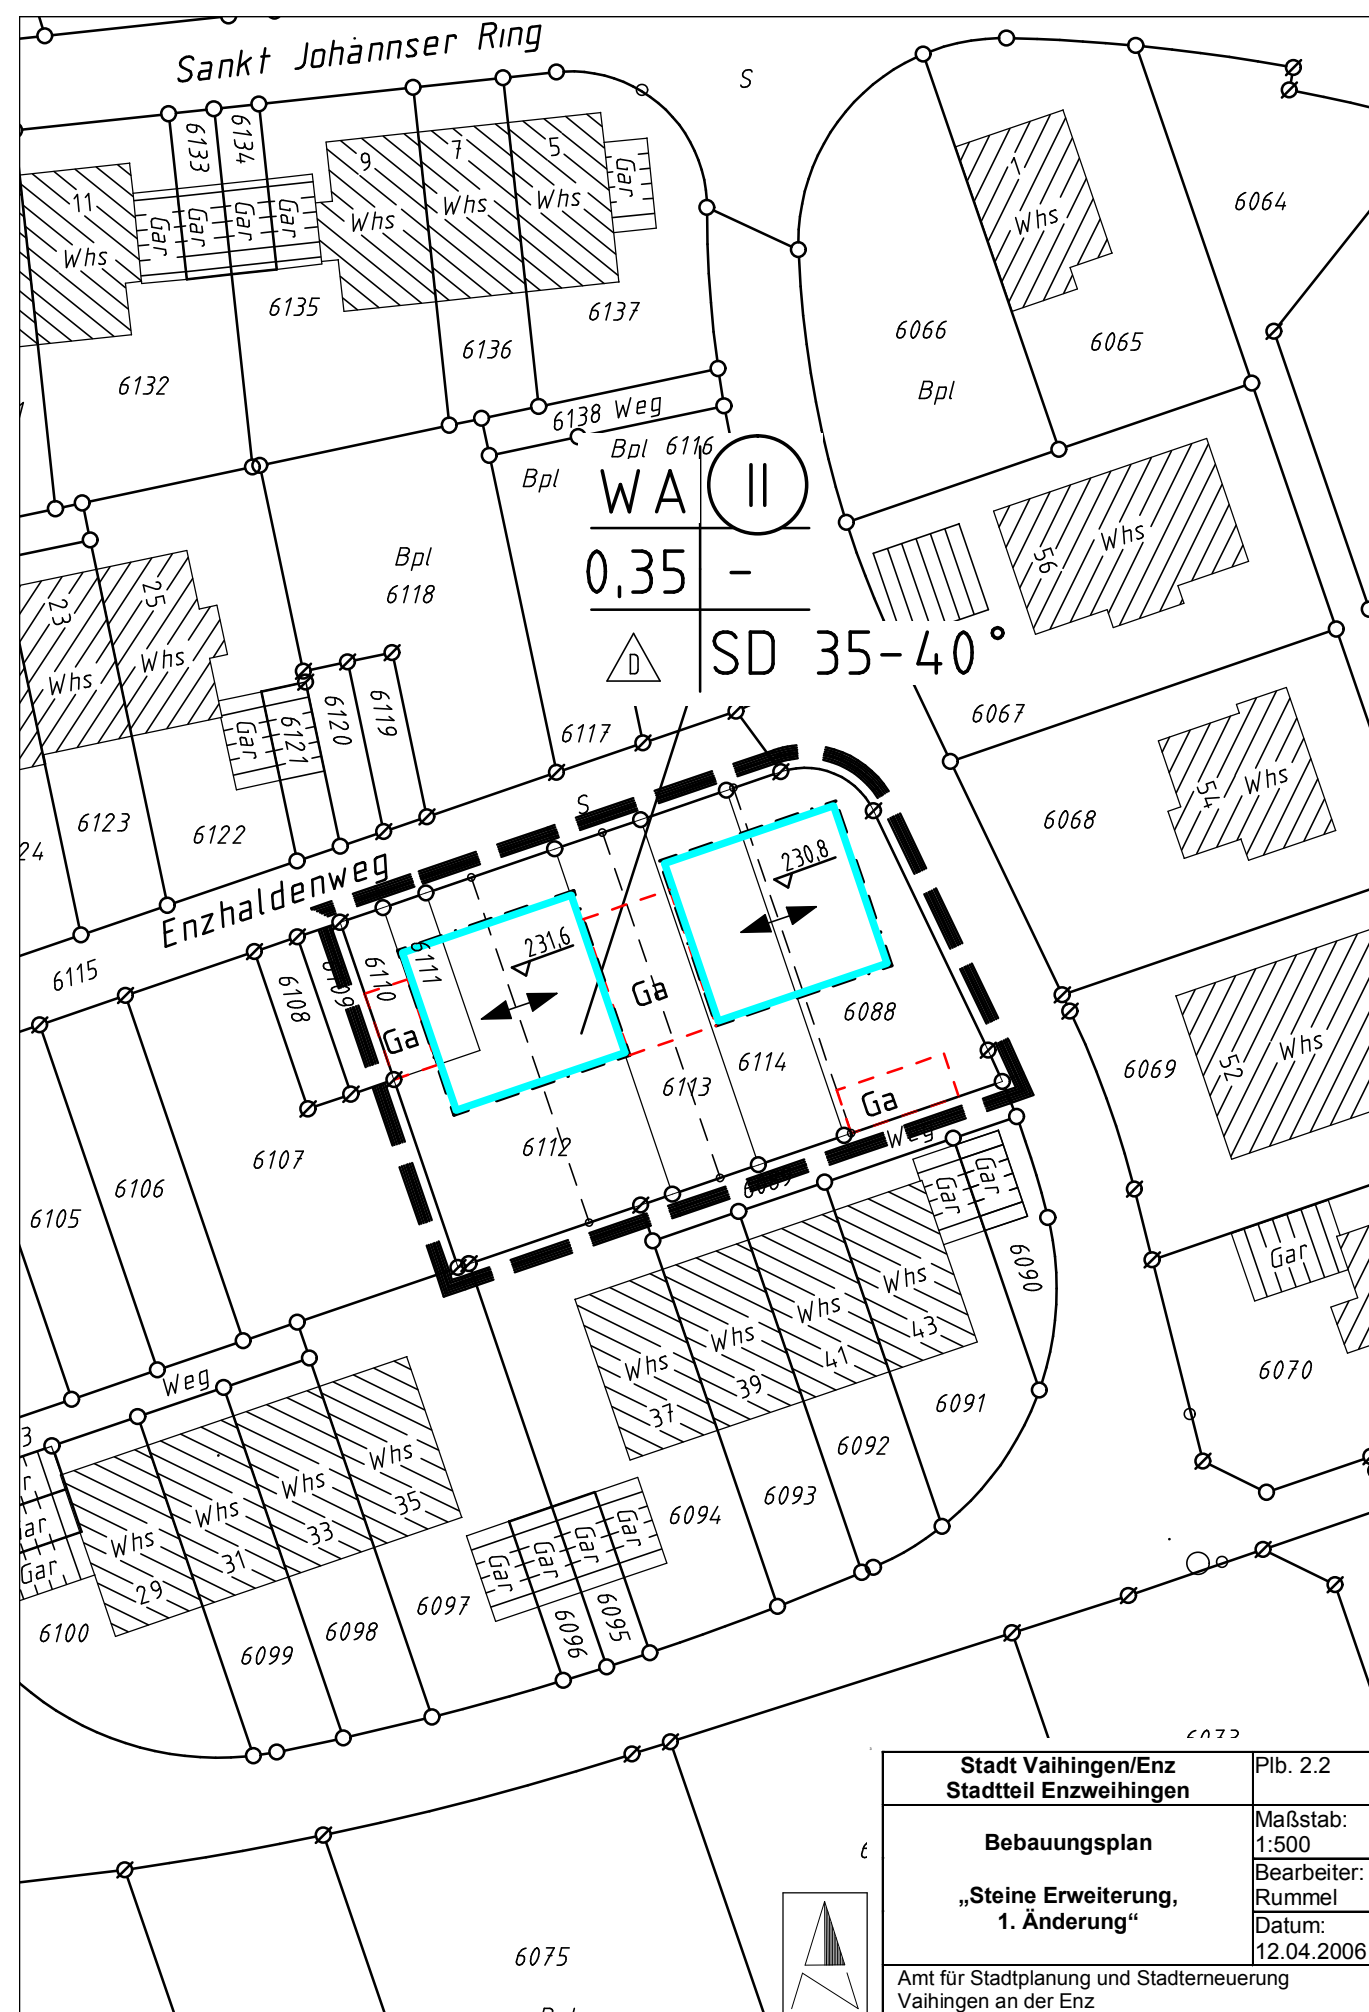 Sankt Johannser Ring
S
6133
6134
9
7
5
Gar
1
11
Whs
Whs
Whs
Whs
Whs
6064
Gar
Gar
Gar
Gar
6135
6137
6066
6065
6136
6132
Bpl
6138 Weg
Bpl
6116
Bpl
WA
II
Bpl
6118
0,35
-
56
Whs
23
25
Whs
Whs
D
SD 35-40°
6119
6120
6121
Gar
6117
6067
54
Whs
6123
6122
24
S
6068
Enzhaldenweg
230,8
231,6
6115
6108
6109
6110
6111
Ga
Ga
6088
6114
6113
6069
52
Whs
Ga
6112
6107
6106
6105
Weg
6089
Gar
Gar
6090
Gar
Whs
37
Whs
39
Whs
41
Whs
43
6070
Weg
3
6091
6092
6093
6094
Whs
29
Whs
31
Whs
33
Whs
35
Gar
Gar
Gar
Gar
Gar
6100
6099
6098
6097
6096
6095
6073
6075
Stadt Vaihingen/Enz
Stadtteil Enzweihingen
Plb. 2.2
Bebauungsplan
„Steine Erweiterung,
1. Änderung“
Maßstab:
1:500
Bearbeiter:
Rummel
Datum:
12.04.2006
Amt für Stadtplanung und Stadterneuerung
Vaihingen an der Enz